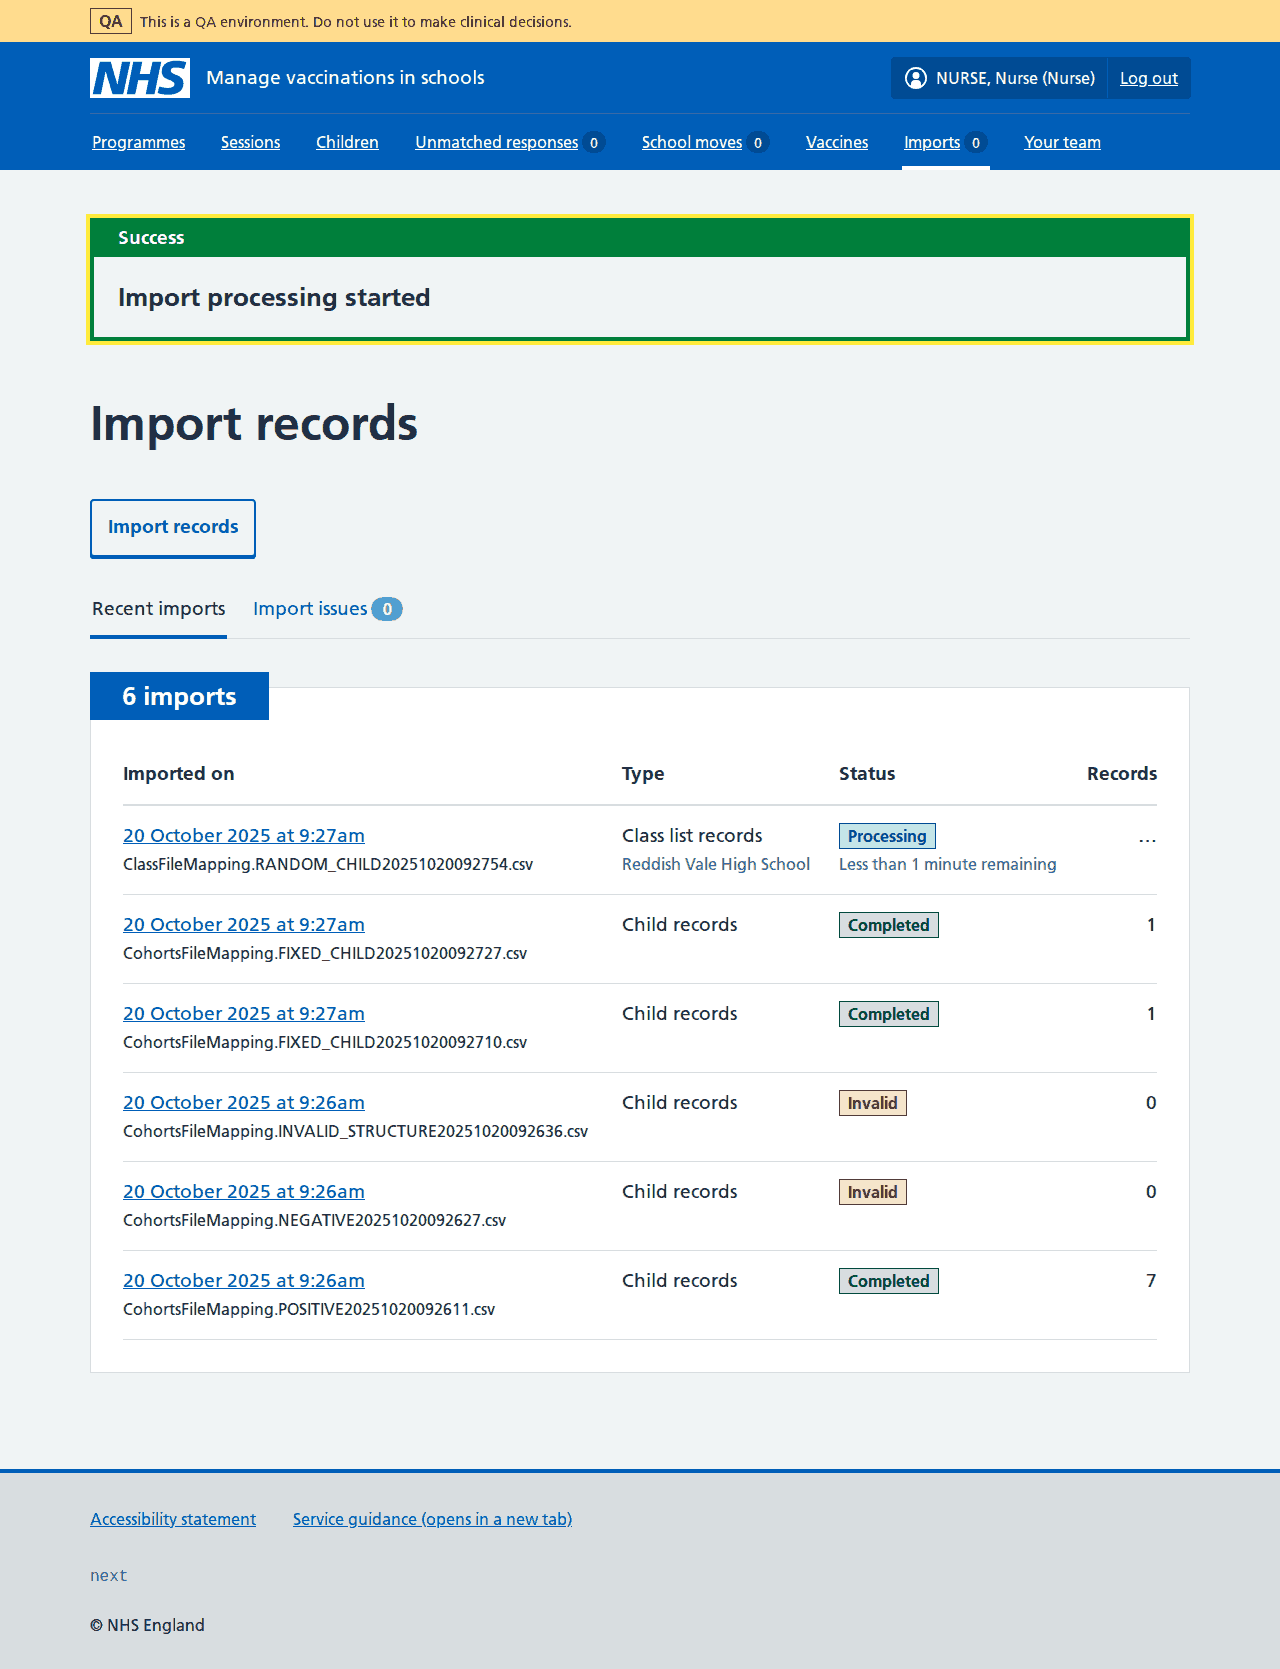 QA This is a QA environment. Do not use it to make clinical decisions.
NHS Manage vaccinations in schools NURSE, Nurse (Nurse) Log out
Programmes Sessions Children Unmatched responses 0 School moves 0 Vaccines Imports 0 Your team
Success
Import processing started
Import records
Import records
Recent imports Import issues 0
6 imports
Imported on Type Status Records
20 October 2025 at 9:27am Class list records Processing ...
ClassFileMapping.RANDOM_CHILD20251020092754.csv Reddish Vale High School Less than 1 minute remaining
20 October 2025 at 9:27am Child records Completed 1
CohortsFileMapping.FIXED_CHILD20251020092727.csv
20 October 2025 at 9:27am Child records Completed 1
CohortsFileMapping.FIXED_CHILD20251020092710.csv
20 October 2025 at 9:26am Child records Invalid 0
CohortsFileMapping.INVALID_STRUCTURE20251020092636.csv
20 October 2025 at 9:26am Child records Invalid 0
CohortsFileMapping.NEGATIVE20251020092627.csv
20 October 2025 at 9:26am Child records Completed 7
CohortsFileMapping.POSITIVE20251020092611.csv
Accessibility statement Service guidance (opens in a new tab)
next
© NHS England